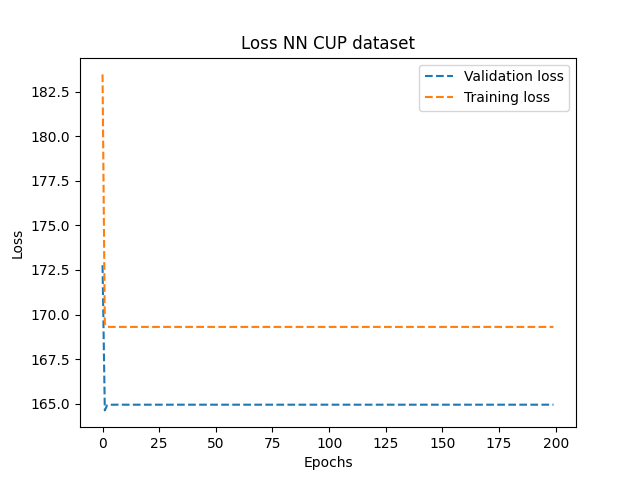 Loss NN CUP dataset
Validation loss
Training loss
182.5
180.0
177.5
175.0
172.5
170.0
167.5
165.0
Loss
0 25 50 75 100 125 150 175 200
Epochs